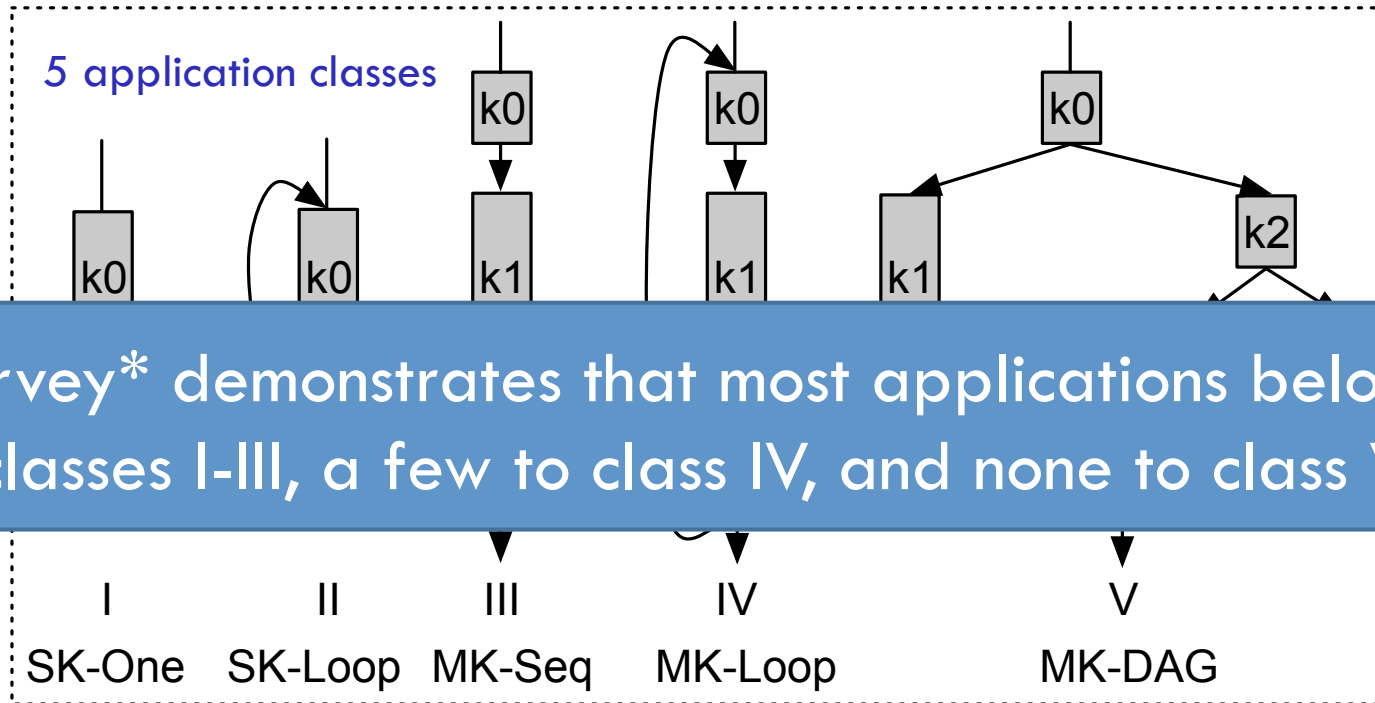 5 application classes
k0 k0 k0
k2
k0 k0 k1 k1 k1
rvey* demonstrates that most applications belo
classes I-III, a few to class IV, and none to class
I II III IV V
SK-One SK-Loop MK-Seq MK-Loop MK-DAG